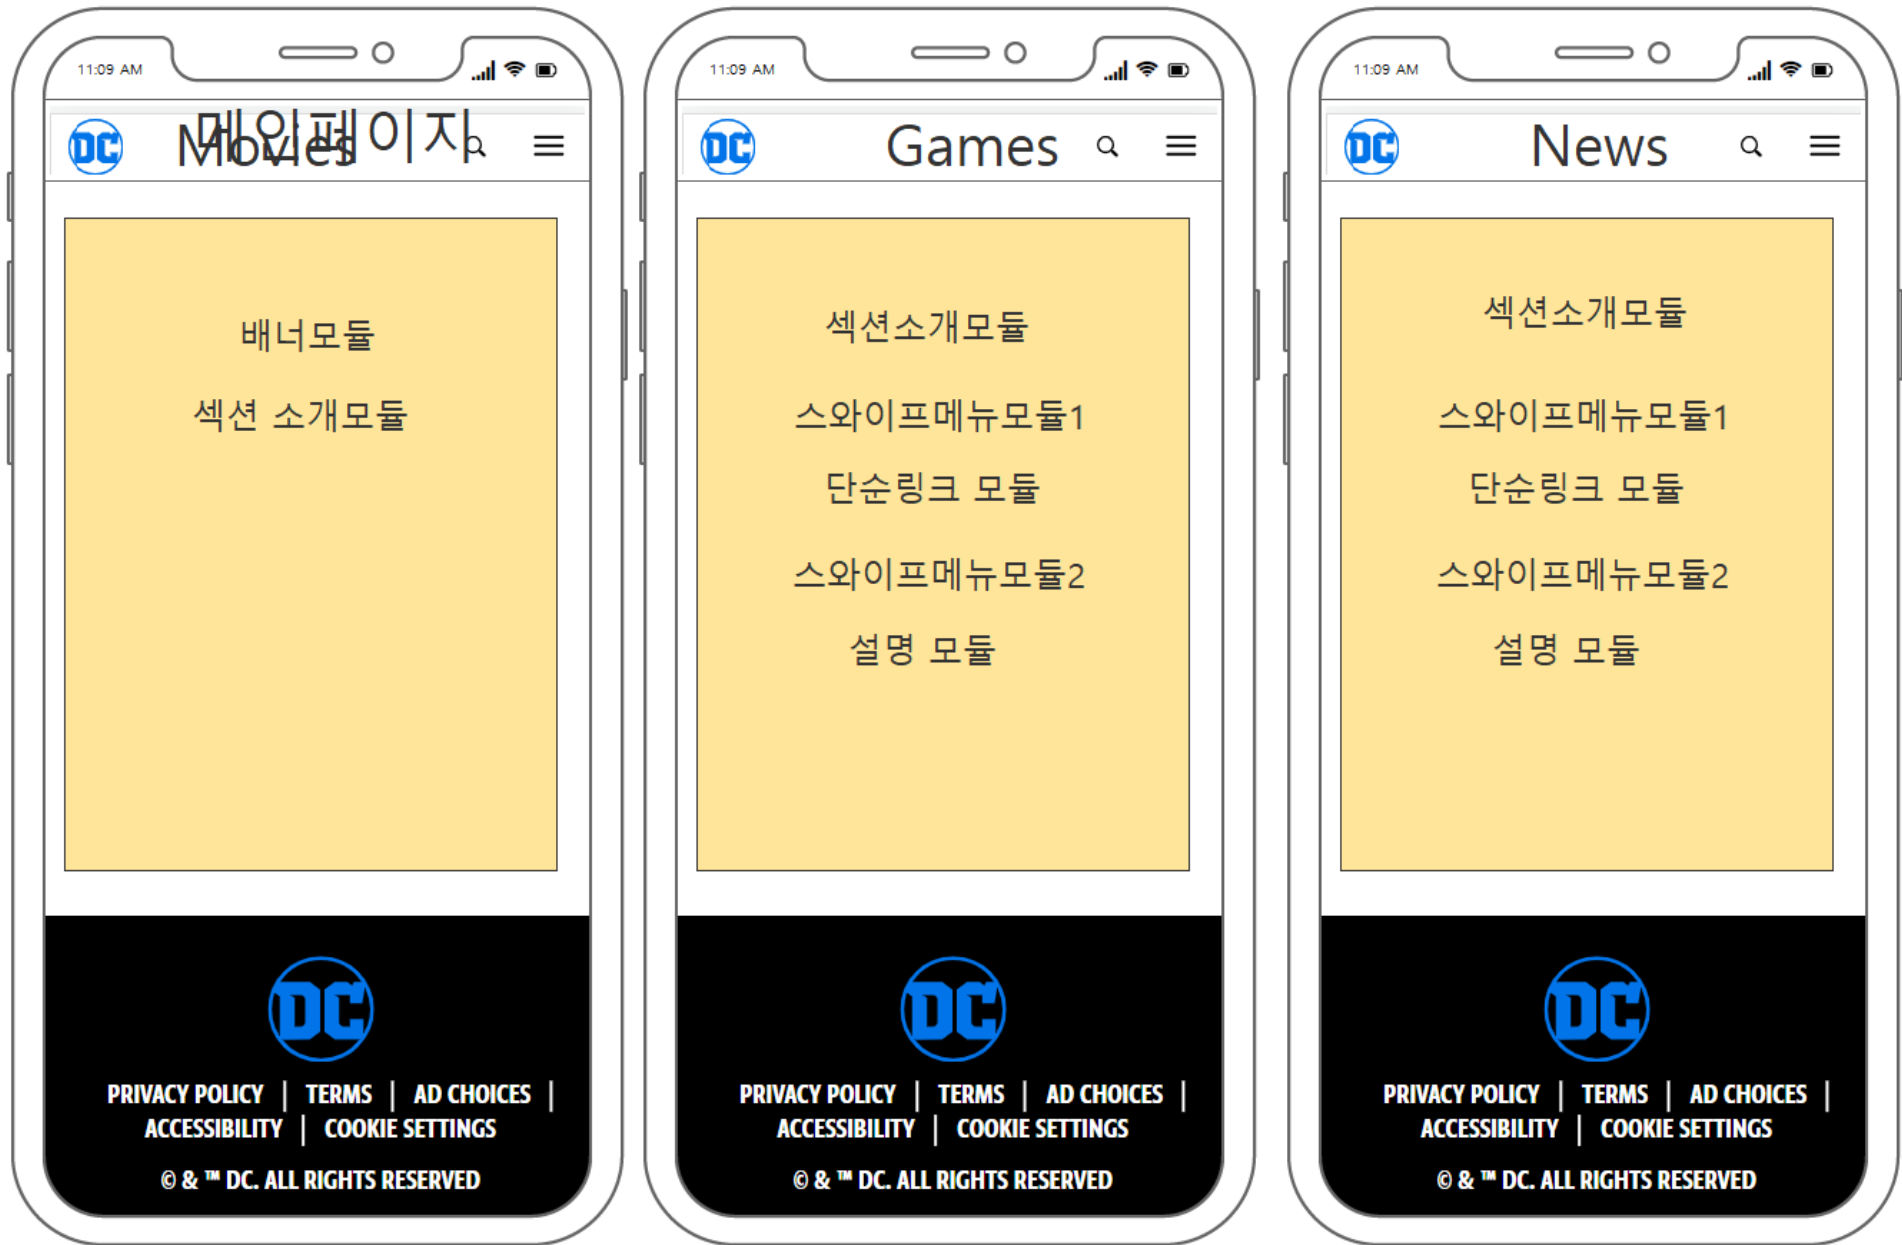 11:09 AM
DC
Movies
메인페이지
배너모듈
섹션 소개모듈
DC
PRIVACY POLICY | TERMS | AD CHOICES |
ACCESSIBILITY | COOKIE SETTINGS
© & ™ DC. ALL RIGHTS RESERVED
11:09 AM
DC
Games
섹션소개모듈
스와이프메뉴모듈1
단순링크 모듈
스와이프메뉴모듈2
설명 모듈
DC
PRIVACY POLICY | TERMS | AD CHOICES |
ACCESSIBILITY | COOKIE SETTINGS
© & ™ DC. ALL RIGHTS RESERVED
11:09 AM
DC
News
섹션소개모듈
스와이프메뉴모듈1
단순링크 모듈
스와이프메뉴모듈2
설명 모듈
DC
PRIVACY POLICY | TERMS | AD CHOICES |
ACCESSIBILITY | COOKIE SETTINGS
© & ™ DC. ALL RIGHTS RESERVED